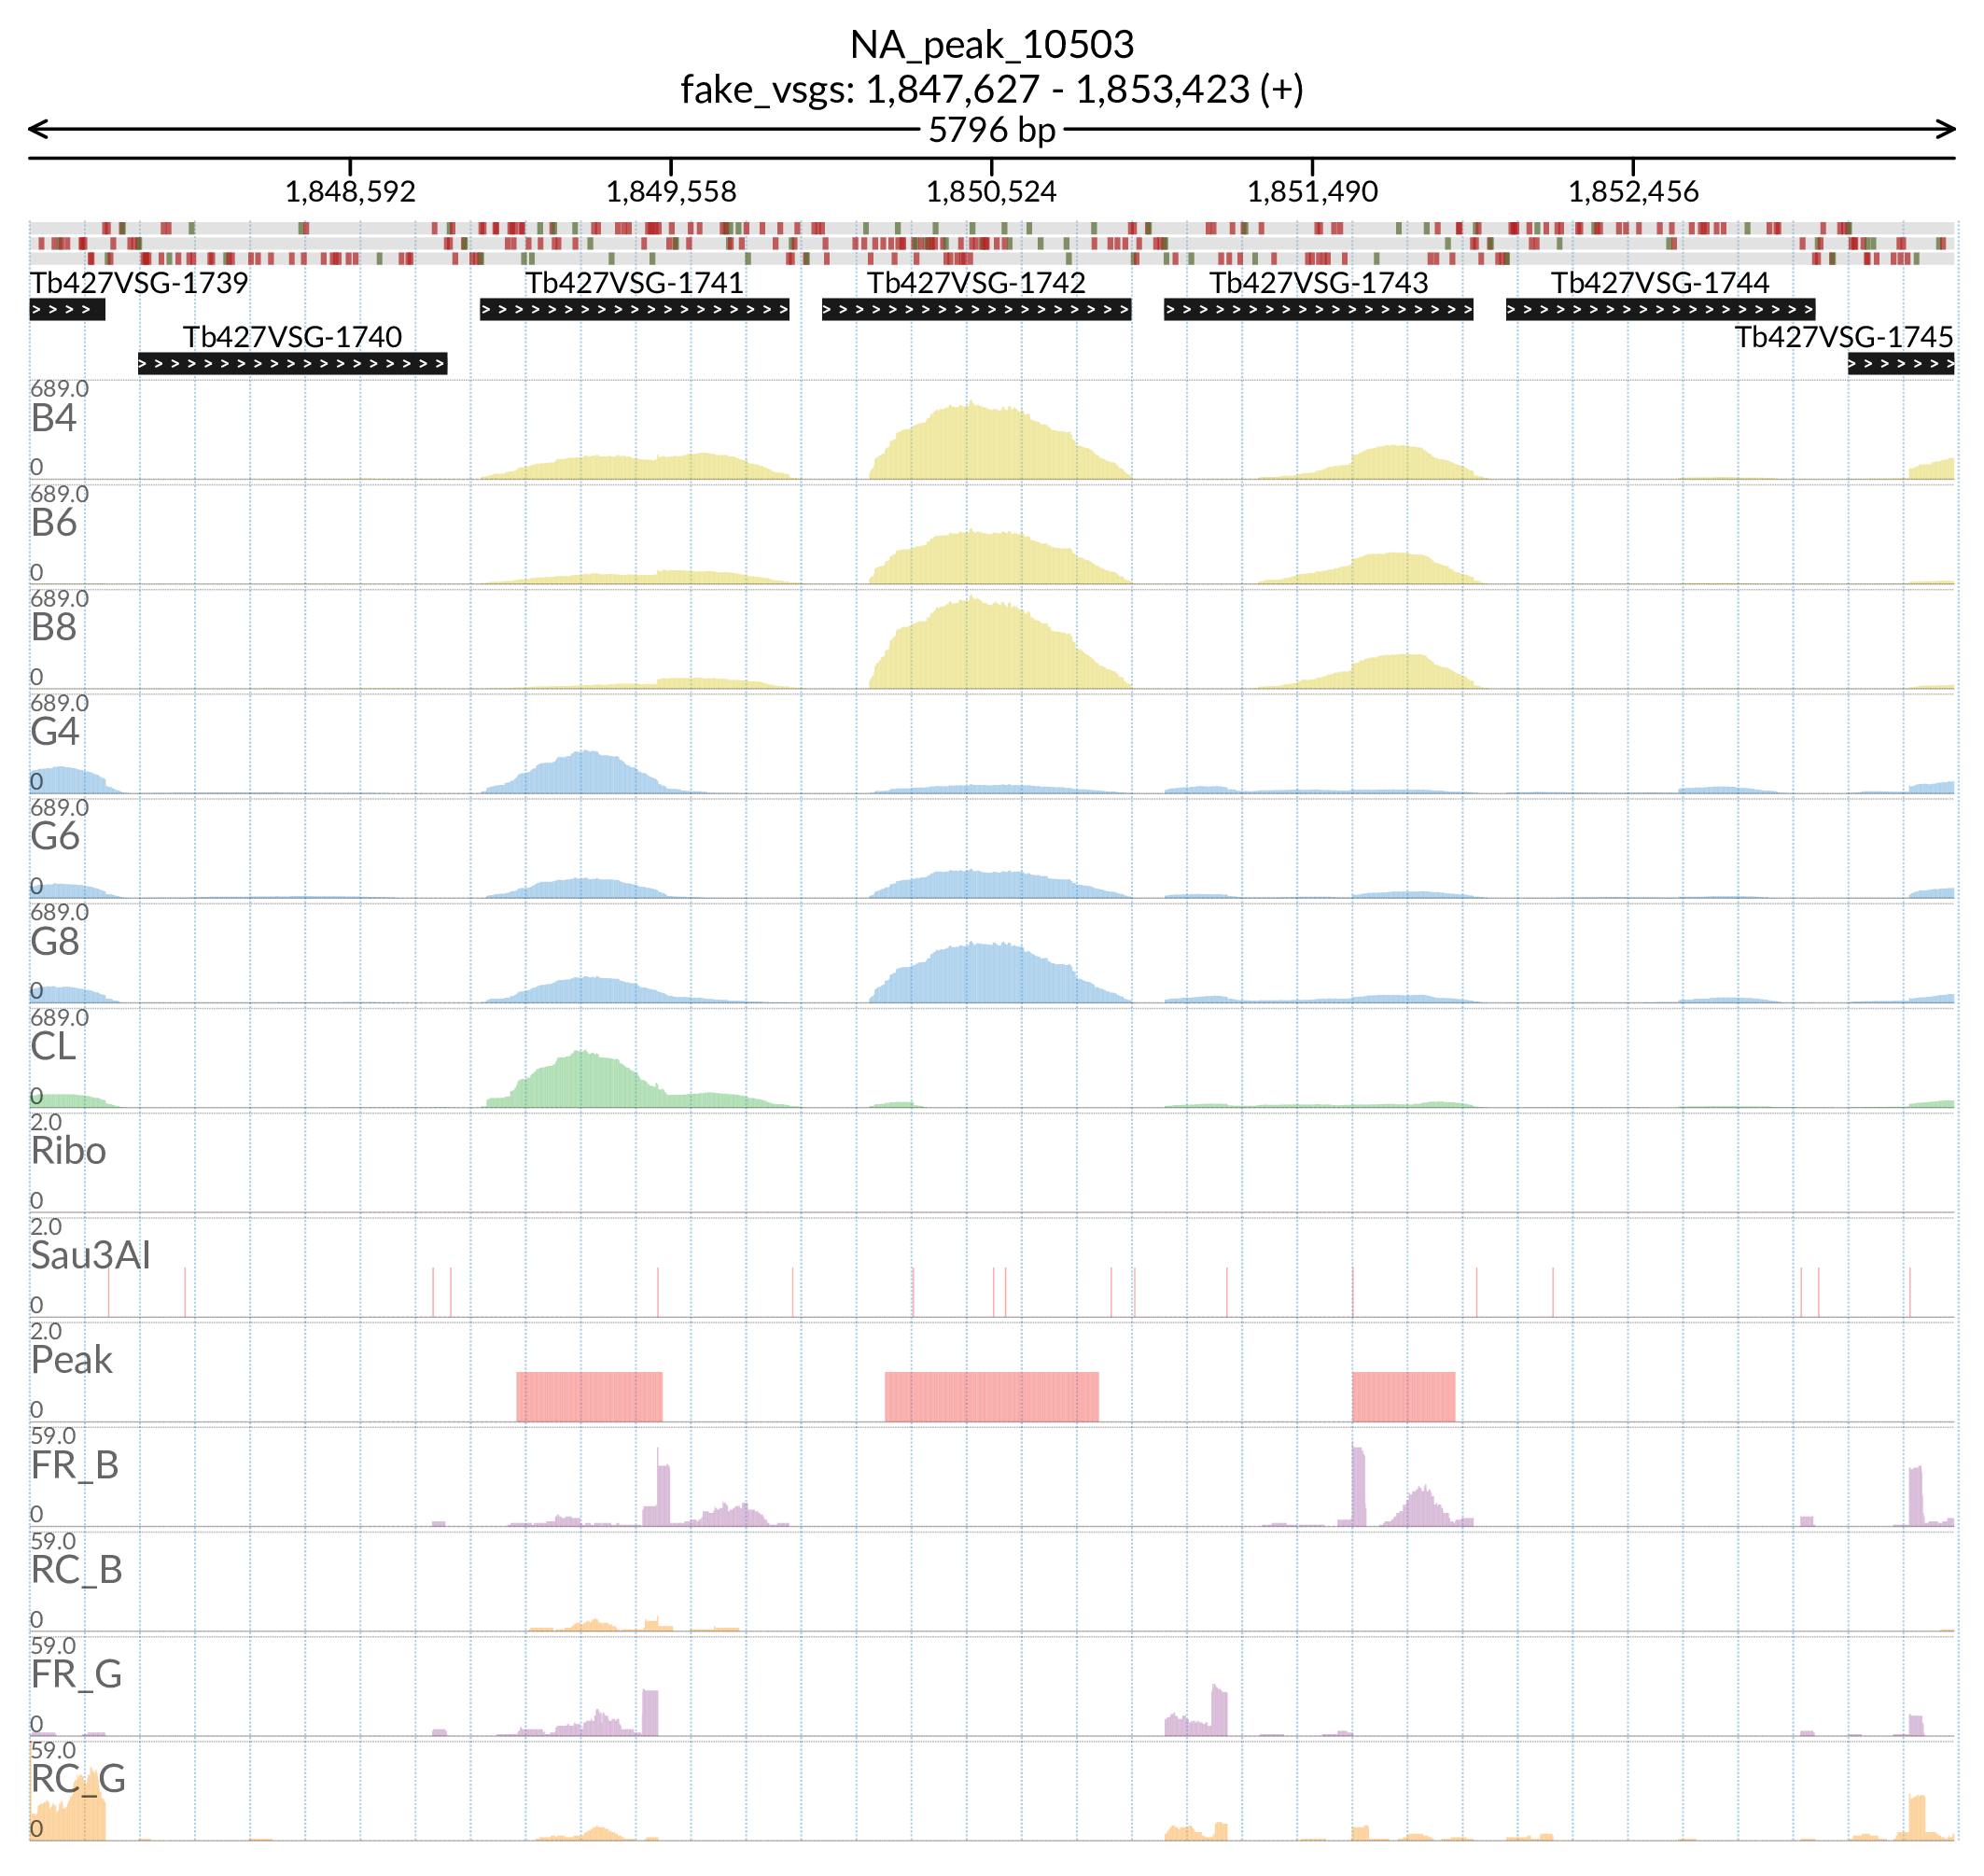 NA_peak_10503
fake_vsgs: 1,847,627 - 1,853,423 (+)
5796 bp
1,848,592 1,849,558 1,850,524 1,851,490 1,852,456
Tb427VSG-1739 Tb427VSG-1741 Tb427VSG-1742 Tb427VSG-1743 Tb427VSG-1744
Tb427VSG-1740 Tb427VSG-1745
689.0
B4
0
689.0
B6
0
689.0
B8
0
689.0
G4
0
689.0
G6
0
689.0
G8
0
689.0
CL
0
2.0
Ribo
0
2.0
Sau3AI
0
2.0
Peak
0
59.0
FR_B
0
59.0
RC_B
0
59.0
FR_G
0
59.0
RC_G
0